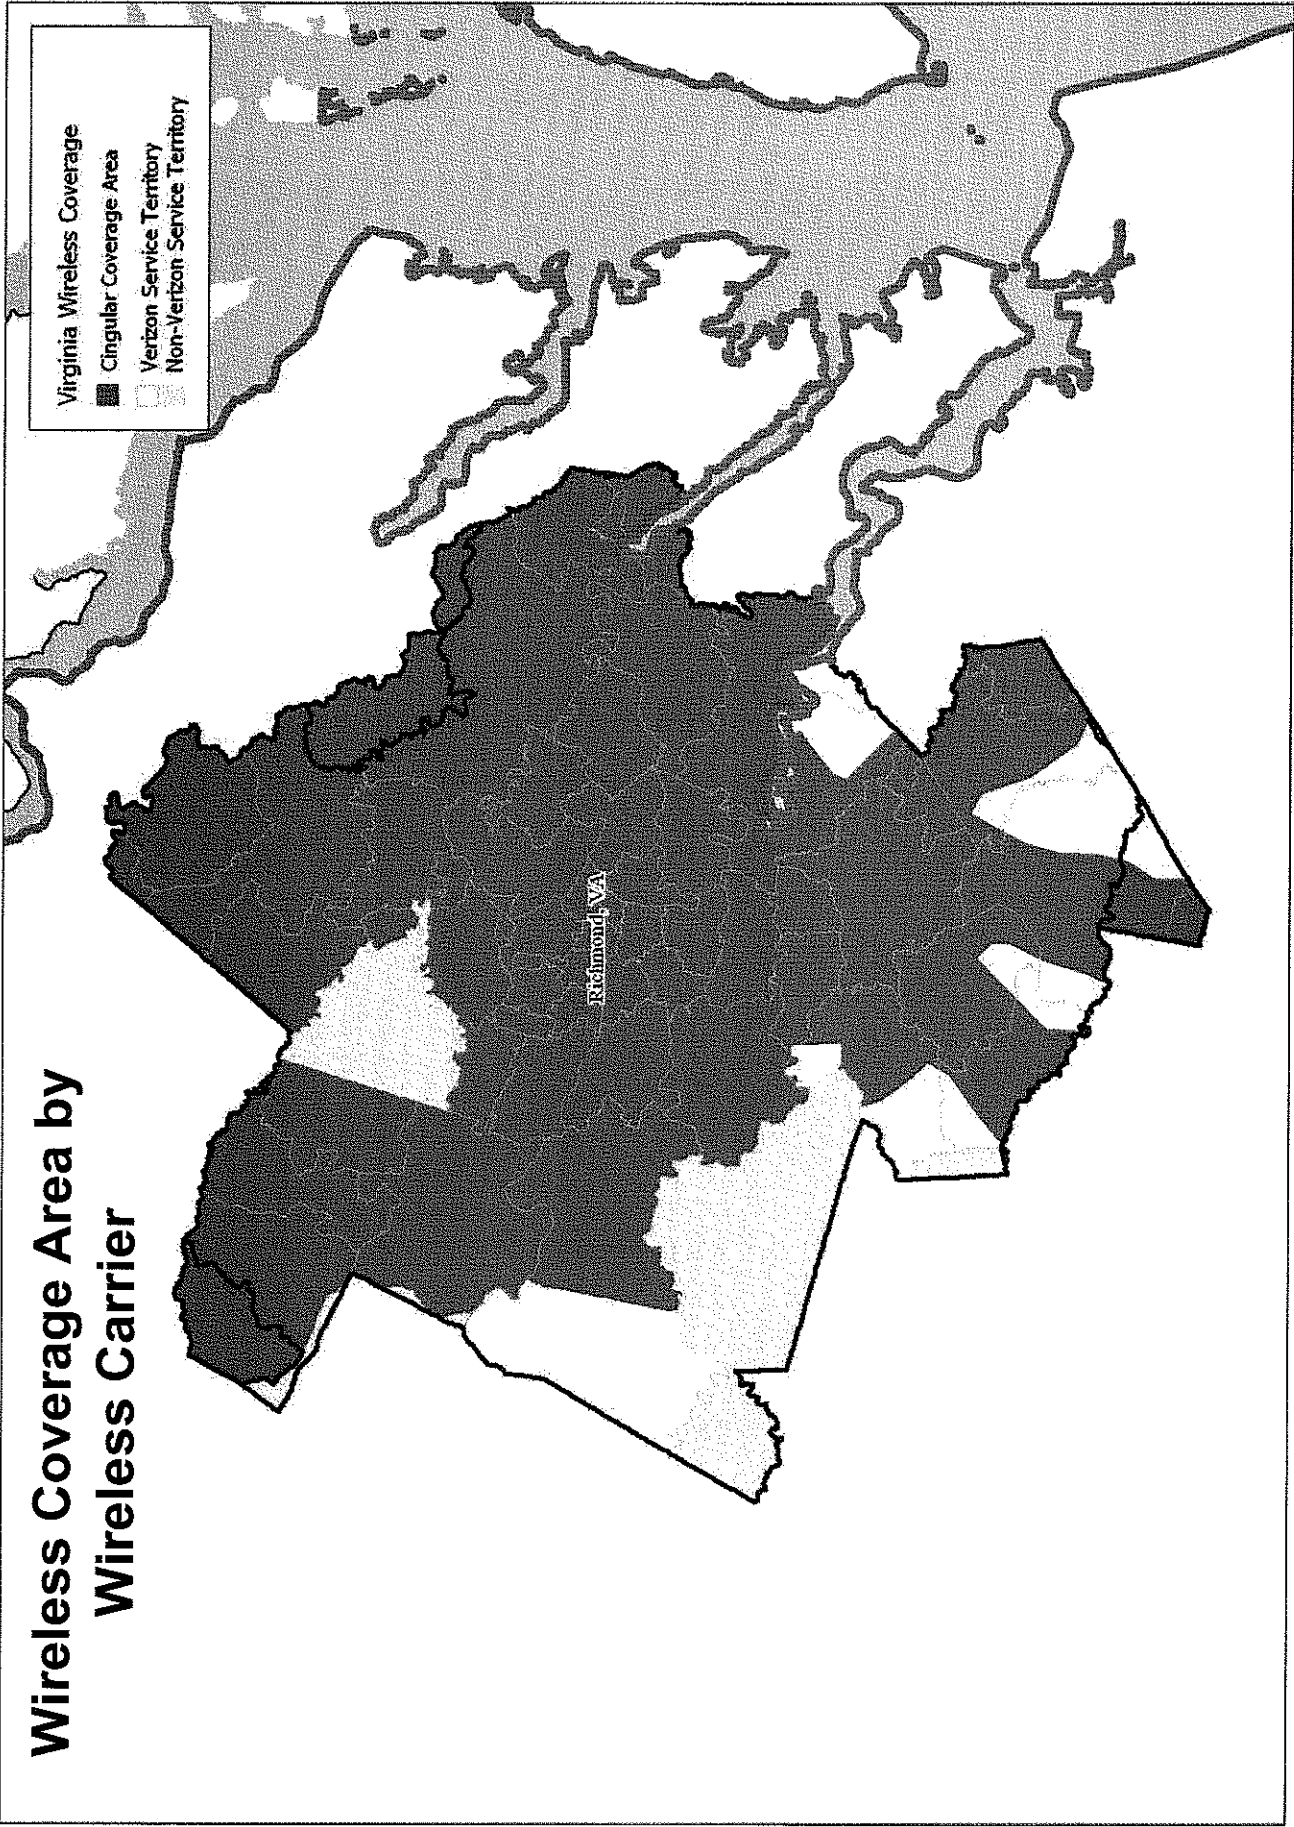 Wireless Coverage Area by
Wireless Carrier
Virginia Wireless Coverage
Cingular Coverage Area
Verizon Service Territory
Non-Verizon Service Territory
Richmond, VA